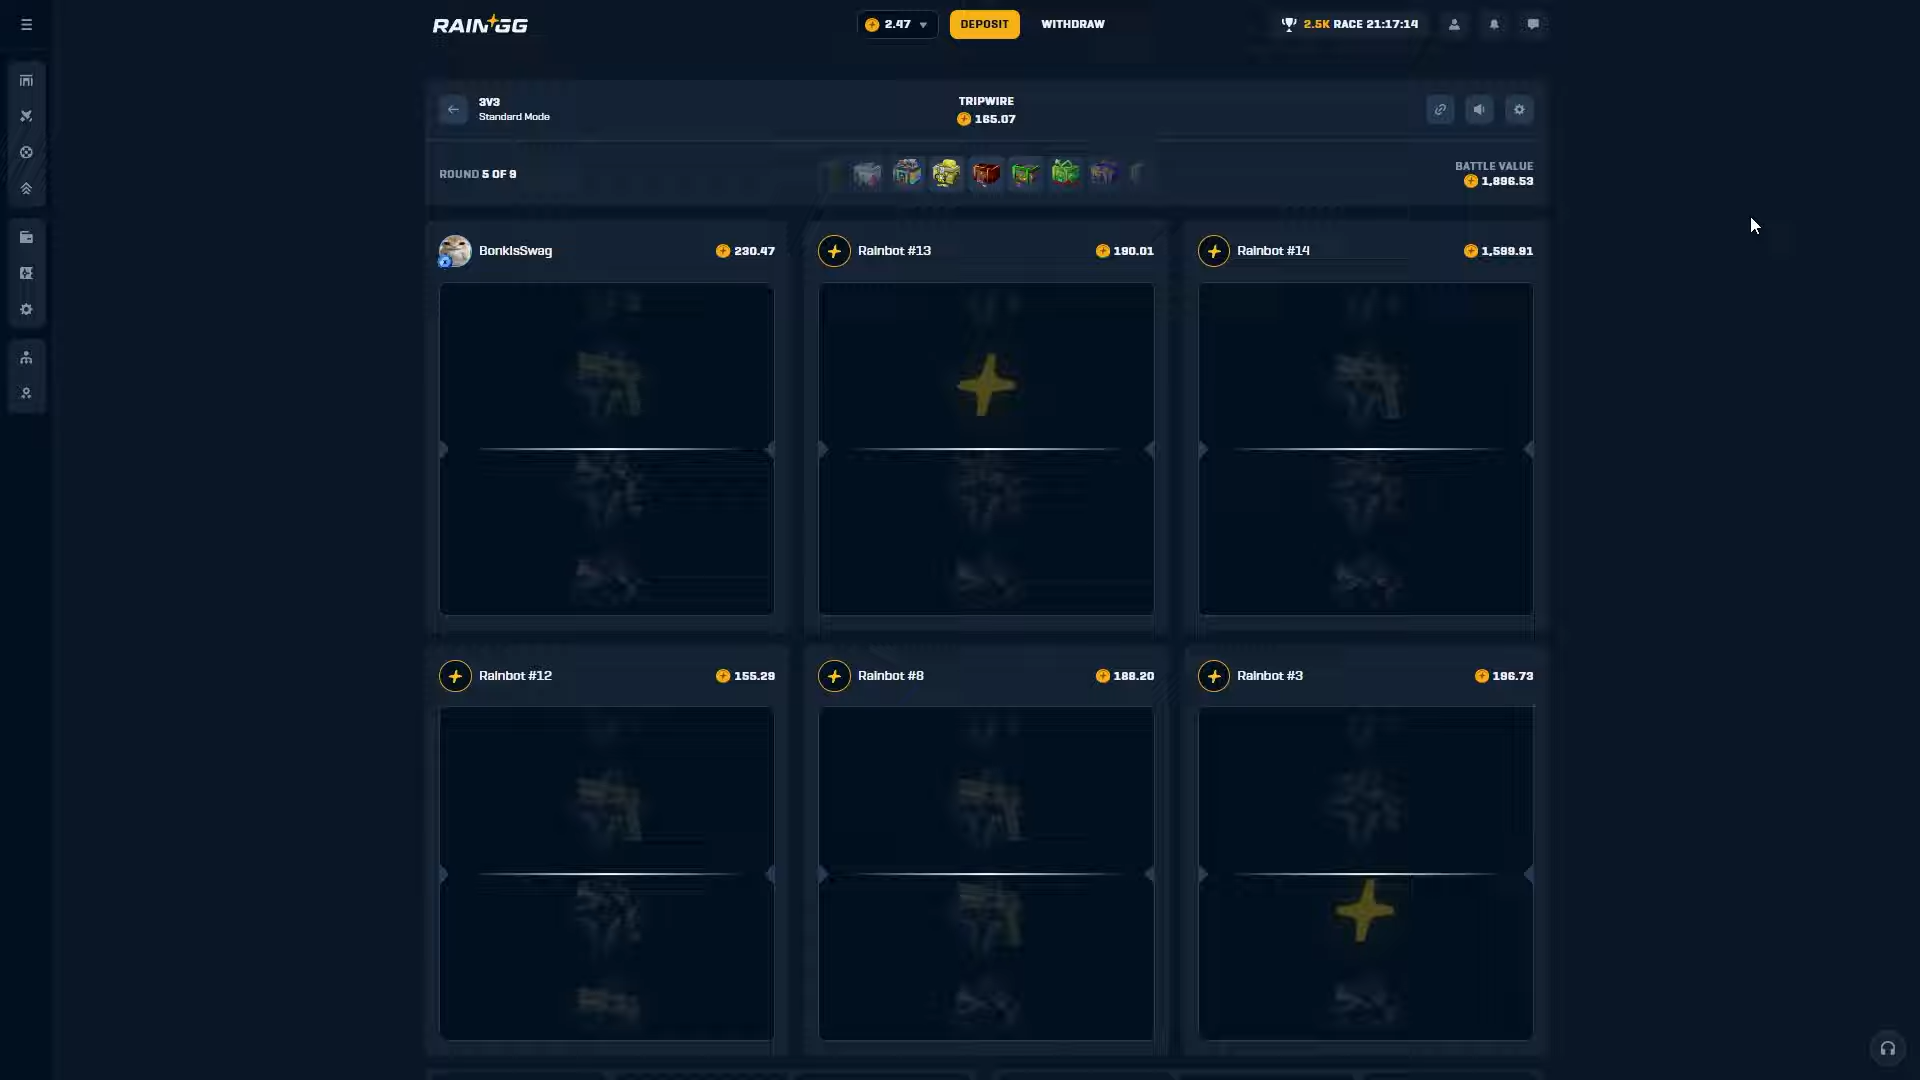 RAIN GG
2.47
DEPOSIT
WITHDRAW
2.5K RACE 21:17:14
3V3
Standard Mode
TRIPWIRE
165.07
ROUND 5 OF 9
BATTLE VALUE
1,896.53
BonkIsSwag
230.47
Rainbot #13
190.01
Rainbot #14
1,599.91
Rainbot #12
155.29
Rainbot #8
188.20
Rainbot #3
196.73